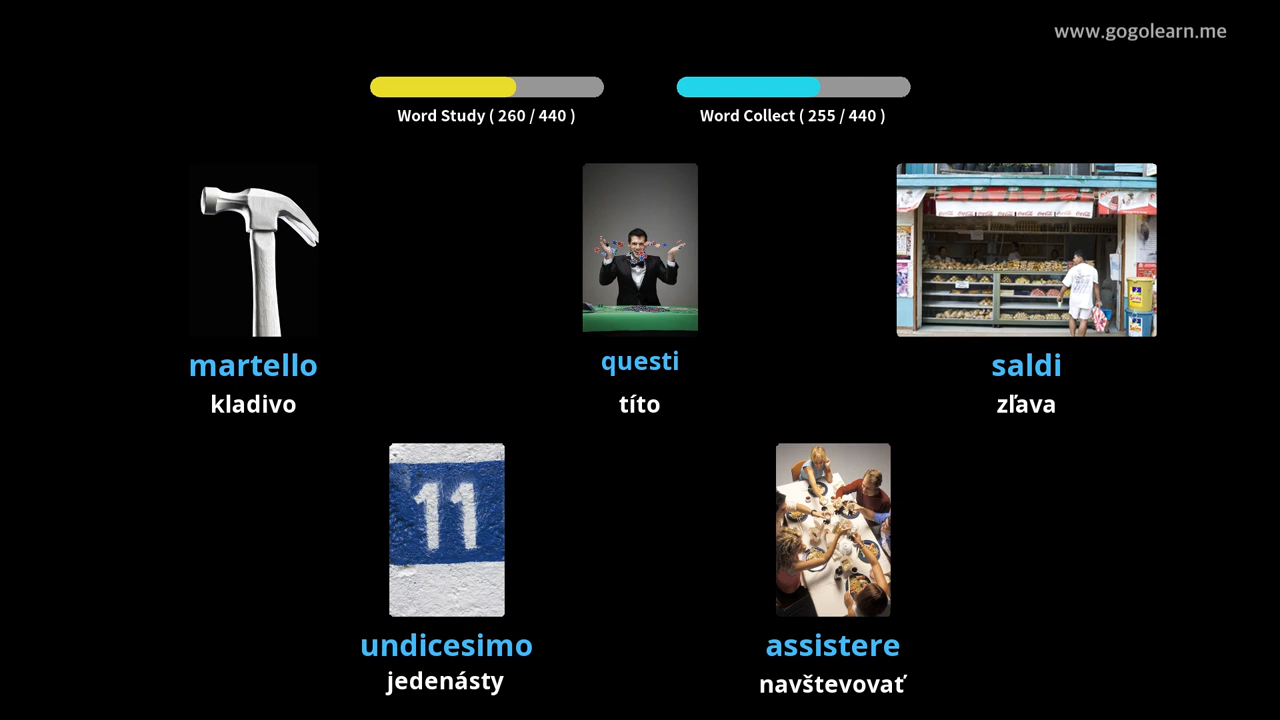 www.gogolearn.me
Word Study ( 260 / 440 )
Word Collect ( 255 / 440 )
martello
kladivo
questi
títo
saldi
zľava
11
undicesimo
jedenásty
assistere
navštevovať